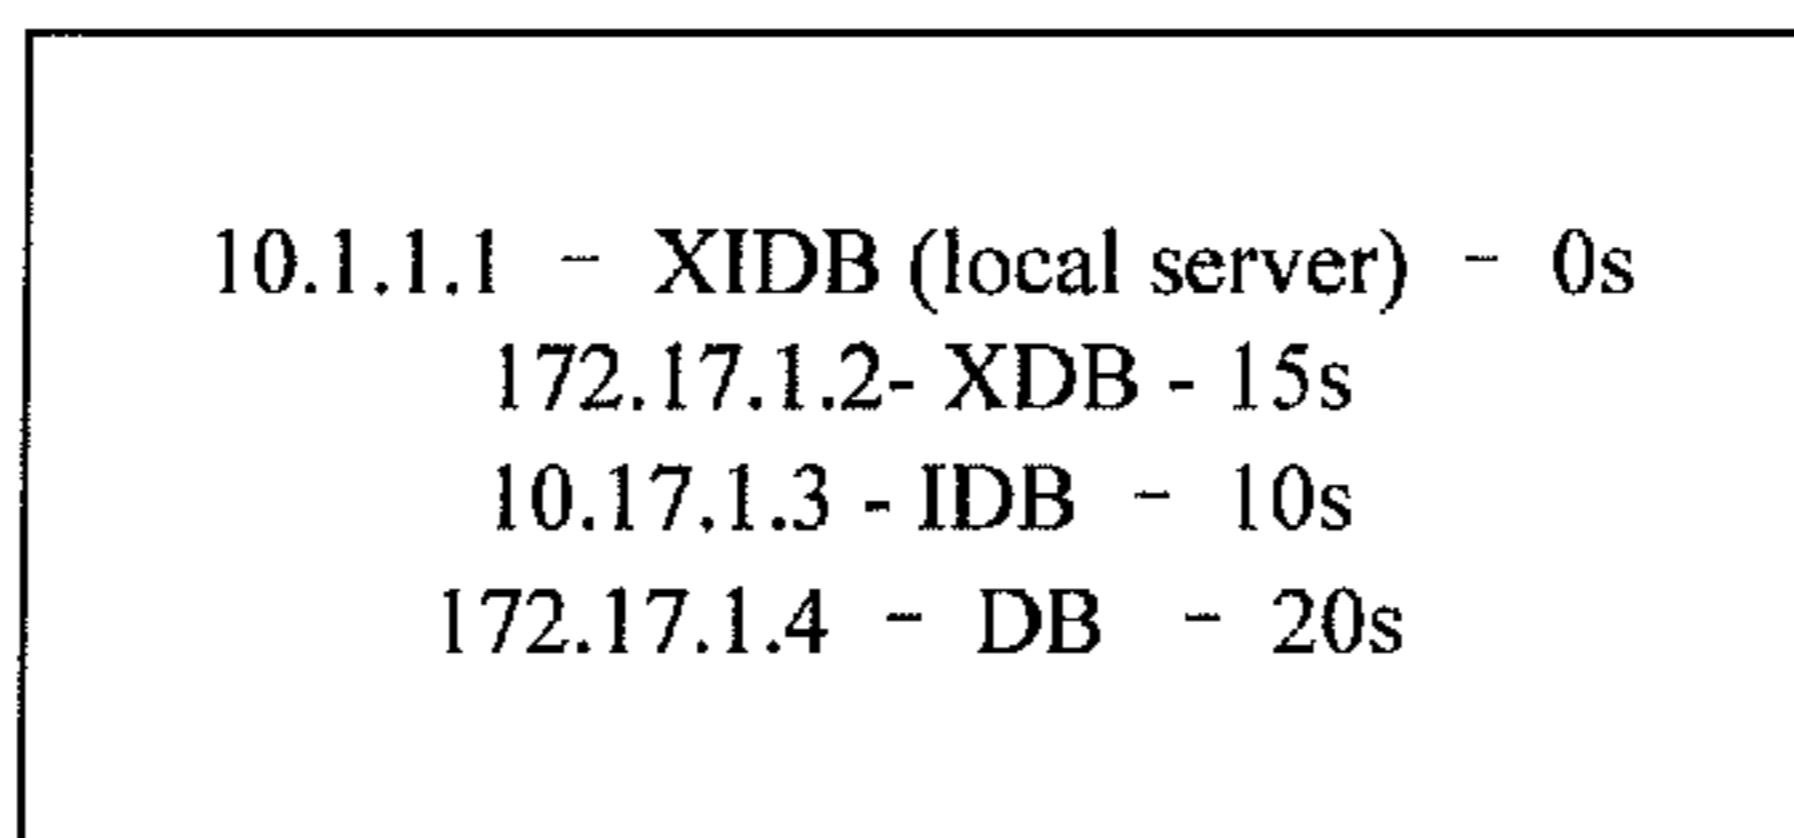 10.1.1.1 - XIDB (local server) - 0s
172.17.1.2- XDB - 15s
10.17.1.3 - IDB - 10s
172.17.1.4 - DB - 20s